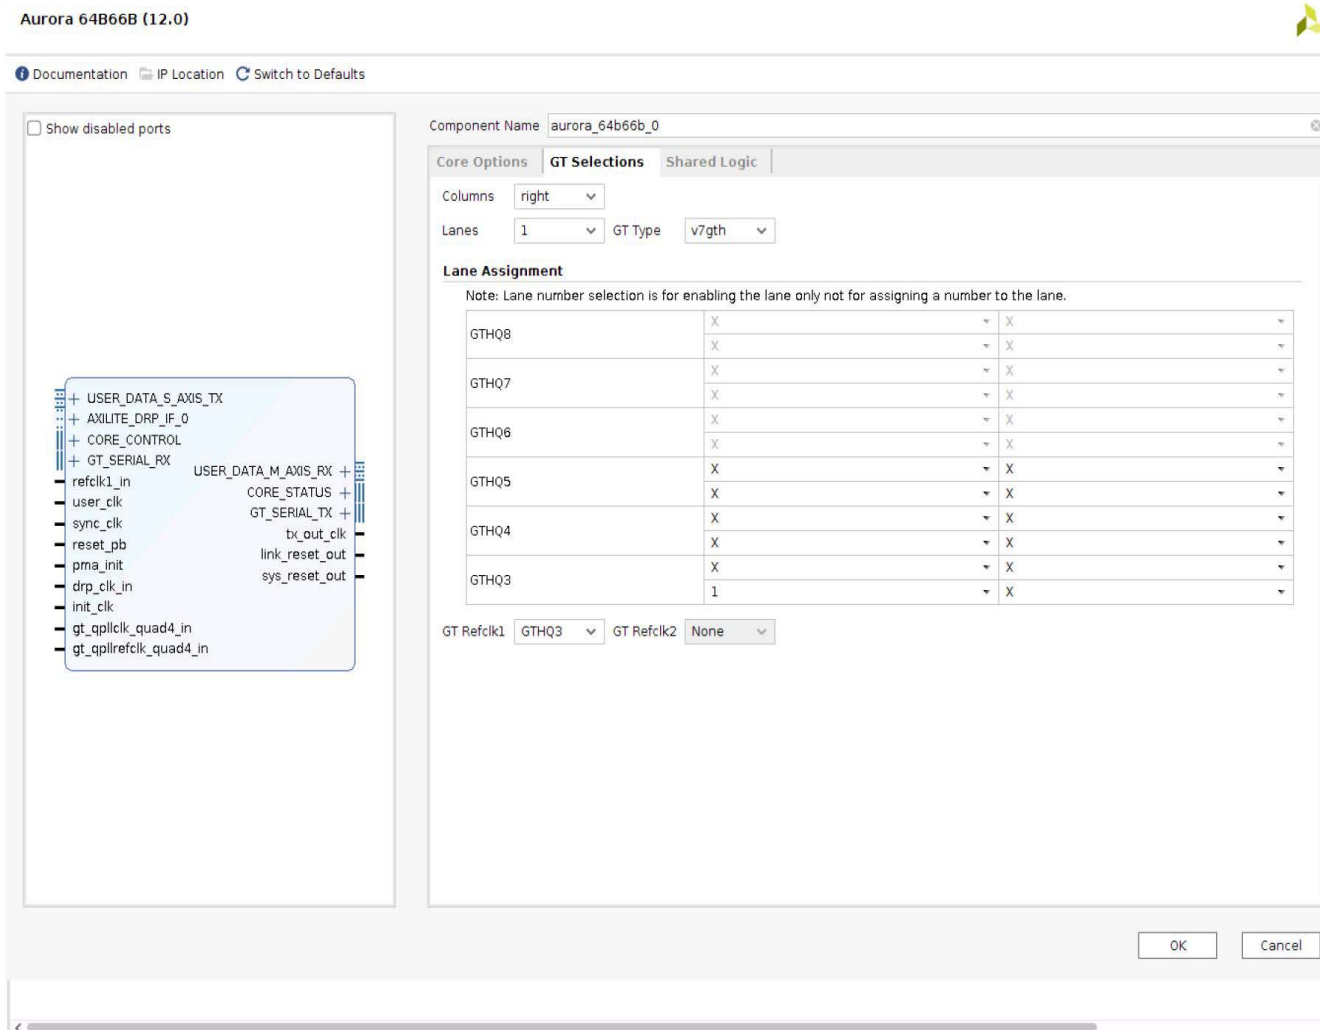 Aurora 64B66B (12.0)
Documentation IP Location Switch to Defaults
Show disabled ports
USER_DATA_S_AXIS_TX
AXILITE_DRP_IF_0
CORE_CONTROL
GT_SERIAL_RX
refclk1_in
user_clk
sync_clk
reset_pb
pma_init
drp_clk_in
init_clk
gt_qpllclk_quad4_in
gt_qpllrefclk_quad4_in
USER_DATA_M_AXIS_RX
CORE_STATUS
GT_SERIAL_TX
tx_out_clk
link_reset_out
sys_reset_out
Component Name aurora_64b66b_0
Core Options GT Selections Shared Logic
Columns right
Lanes 1 GT Type v7gth
Lane Assignment
Note: Lane number selection is for enabling the lane only not for assigning a number to the lane.
GTHQ8
X X
X X
GTHQ7
X X
X X
GTHQ6
X X
X X
GTHQ5
X X
X X
GTHQ4
X X
X X
GTHQ3
X X
1 X
GT Refclk1 GTHQ3 GT Refclk2 None
OK Cancel